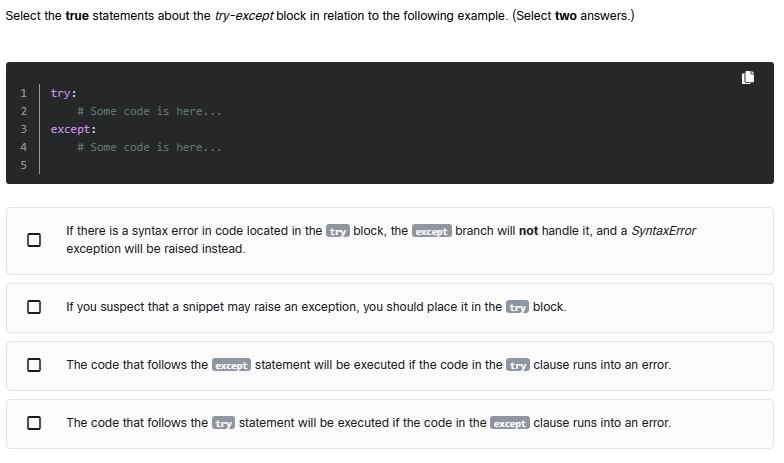 Select the true statements about the try-except block in relation to the following example. (Select two answers.)
1 try:
2 # Some code is here...
3 except:
4 # Some code is here...
5
If there is a syntax error in code located in the try block, the except branch will not handle it, and a SyntaxError
exception will be raised instead.
If you suspect that a snippet may raise an exception, you should place it in the try block.
The code that follows the except statement will be executed if the code in the try clause runs into an error.
The code that follows the try statement will be executed if the code in the except clause runs into an error.